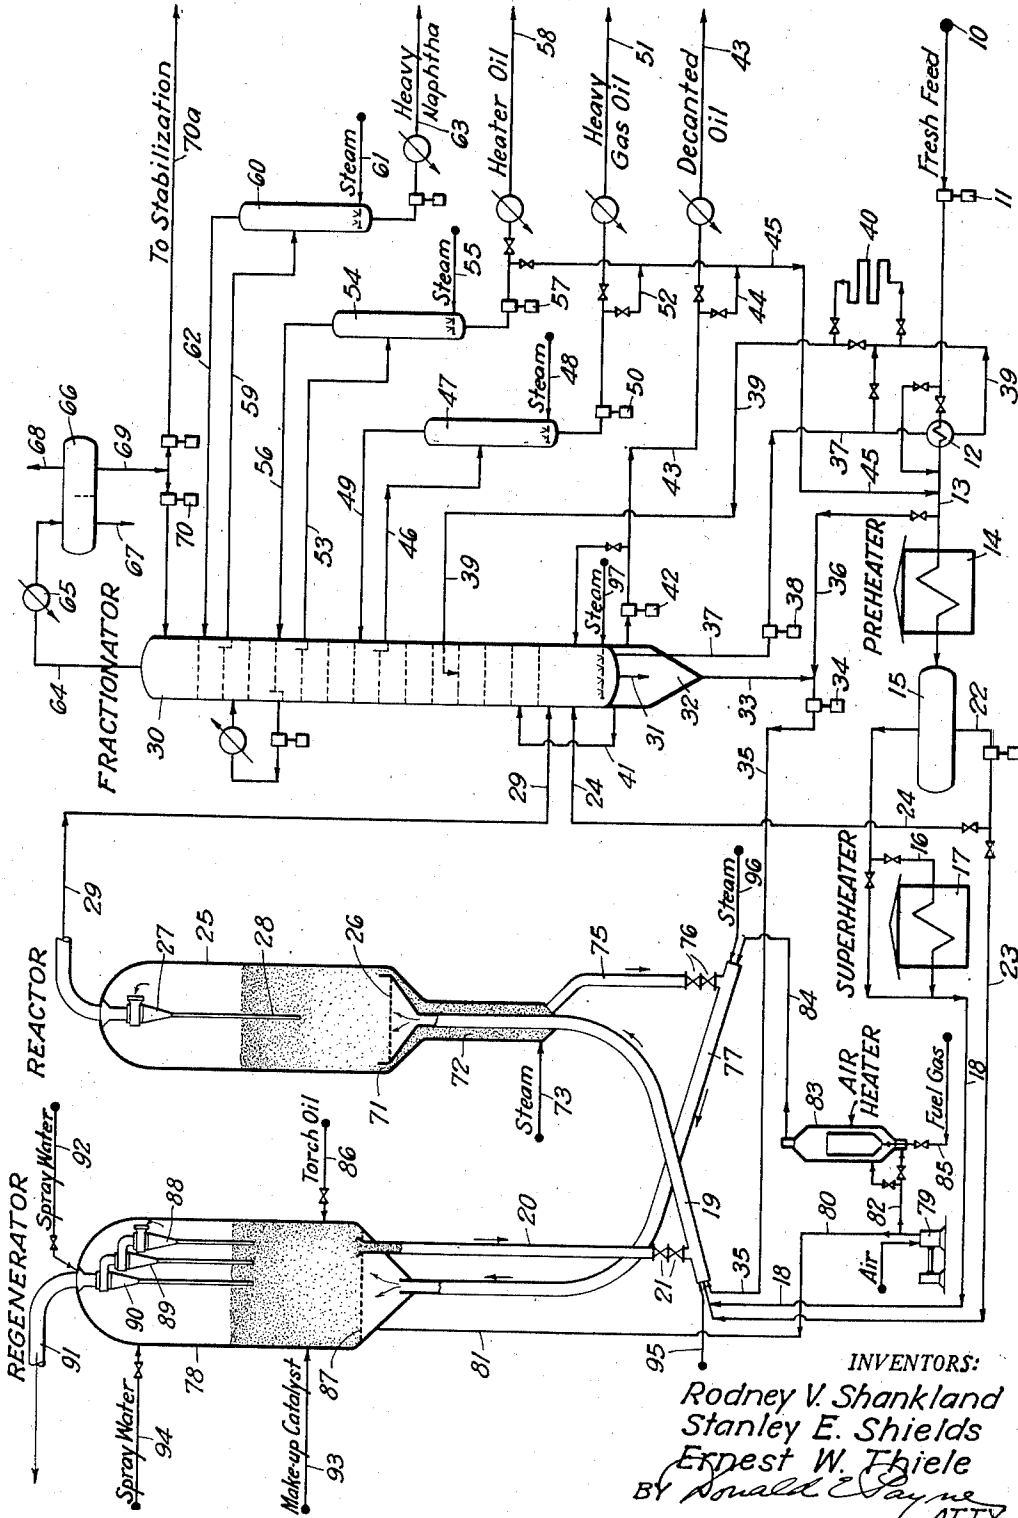 REGENERATOR
91
Spray Water
92
88
89
90
78
Spray Water
94
Make-up Catalyst
93
87
81
Torch Oil
86
20
21
REACTOR
29
27
25
28
26
71
72
Steam
73
75
76
77
19
Steam
96
35
18
95
84
83
AIR
HEATER
Fuel Gas
85
82
80
79
Air
18
23
SUPERHEATER
16
17
24
22
15
PREHEATER
14
13
12
36
37
45
39
40
11
Fresh Feed
10
FRACTIONATOR
64
65
66
67
68
69
70
To Stabilization
70a
30
62
59
56
53
49
46
39
29
24
41
31
32
33
34
35
37
38
42
Steam
97
43
39
60
Steam
61
Heavy
Naphtha
63
54
Steam
55
57
Heater Oil
58
47
Steam
48
50
52
Heavy
Gas Oil
51
44
45
Decanted
Oil
43
INVENTORS:
Rodney V. Shankland
Stanley E. Shields
Ernest W. Thiele
BY Donald E. Payne
ATTY